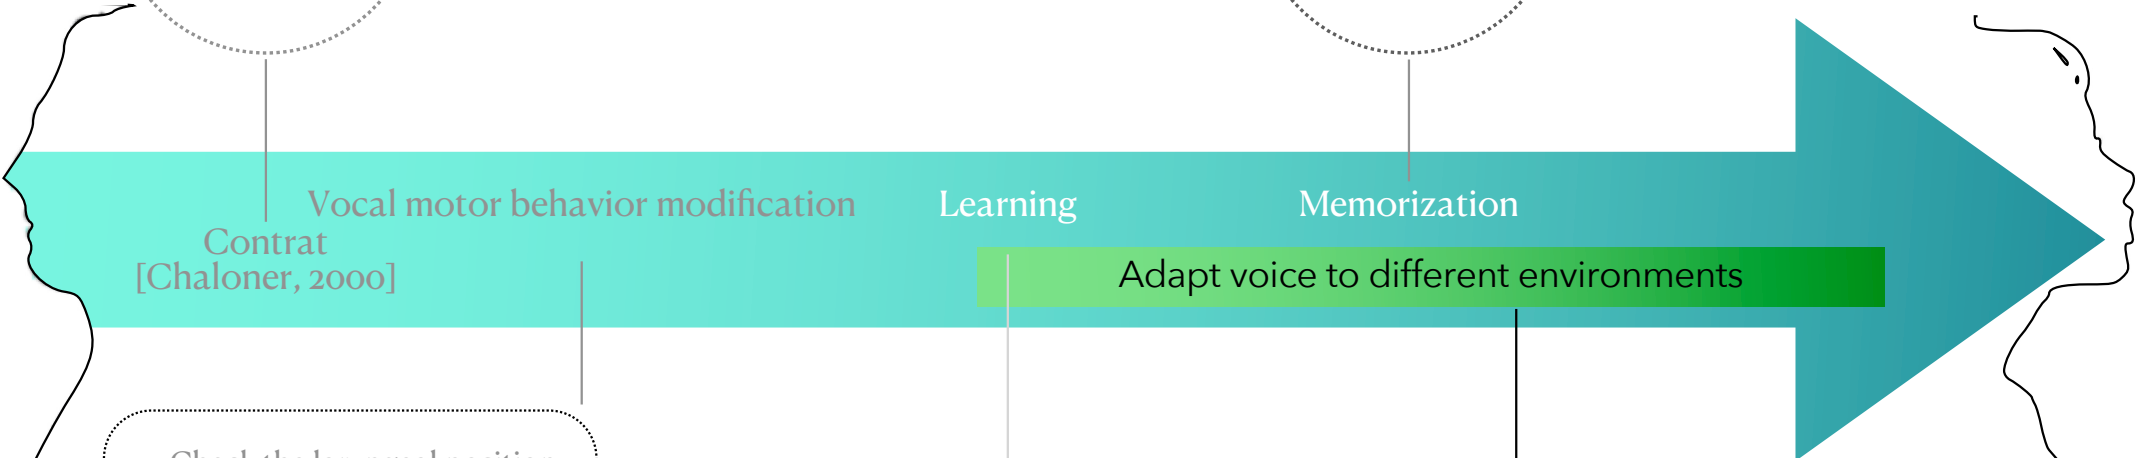 Vocal motor behavior modification
Learning
Memorization
Contrat
[Chaloner, 2000]
Adapt voice to different environments